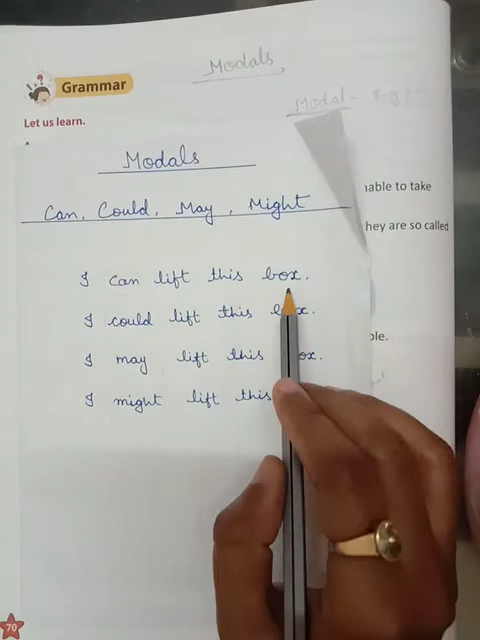 Modals
Grammar
Modal-
Let us learn.
Modals
Can, Could, May, Might
able to take
hey are so called
I can lift this box.
I could lift this box.
ble.
I may lift this box.
I might lift this
70